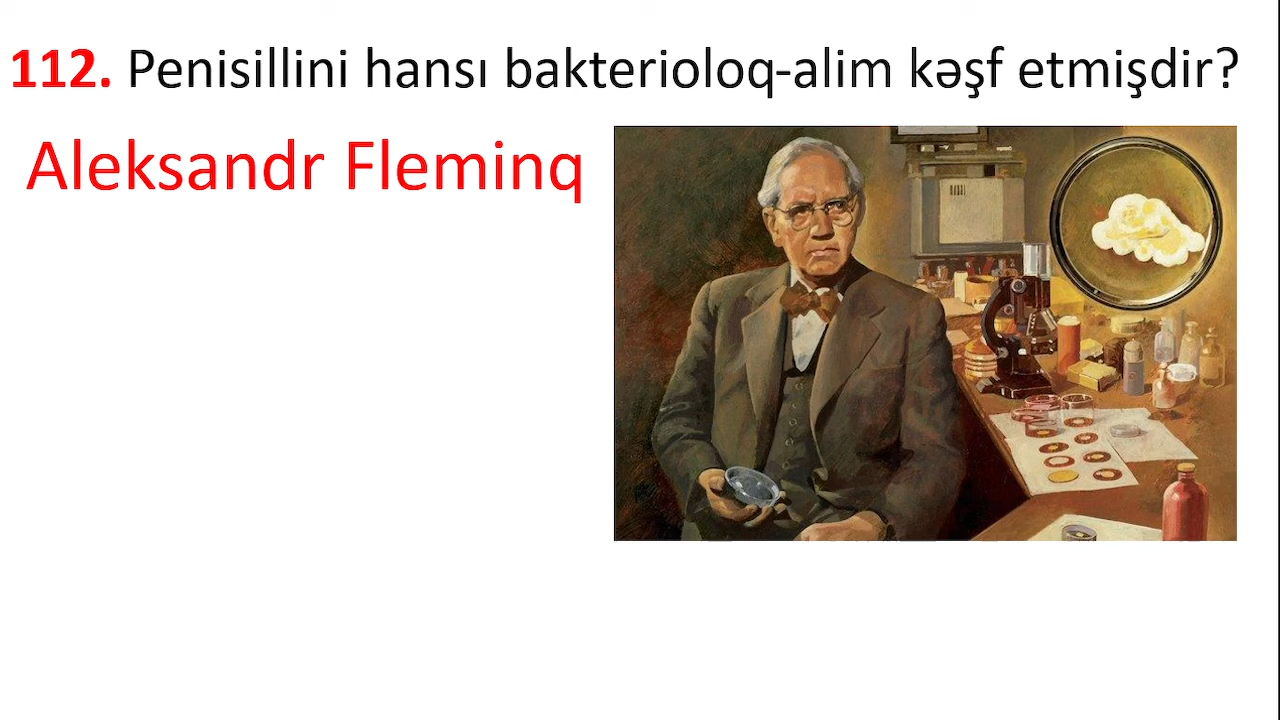 112. Penisillini hansı bakterioloq-alim kəşf etmişdir?
Aleksandr Fleminq